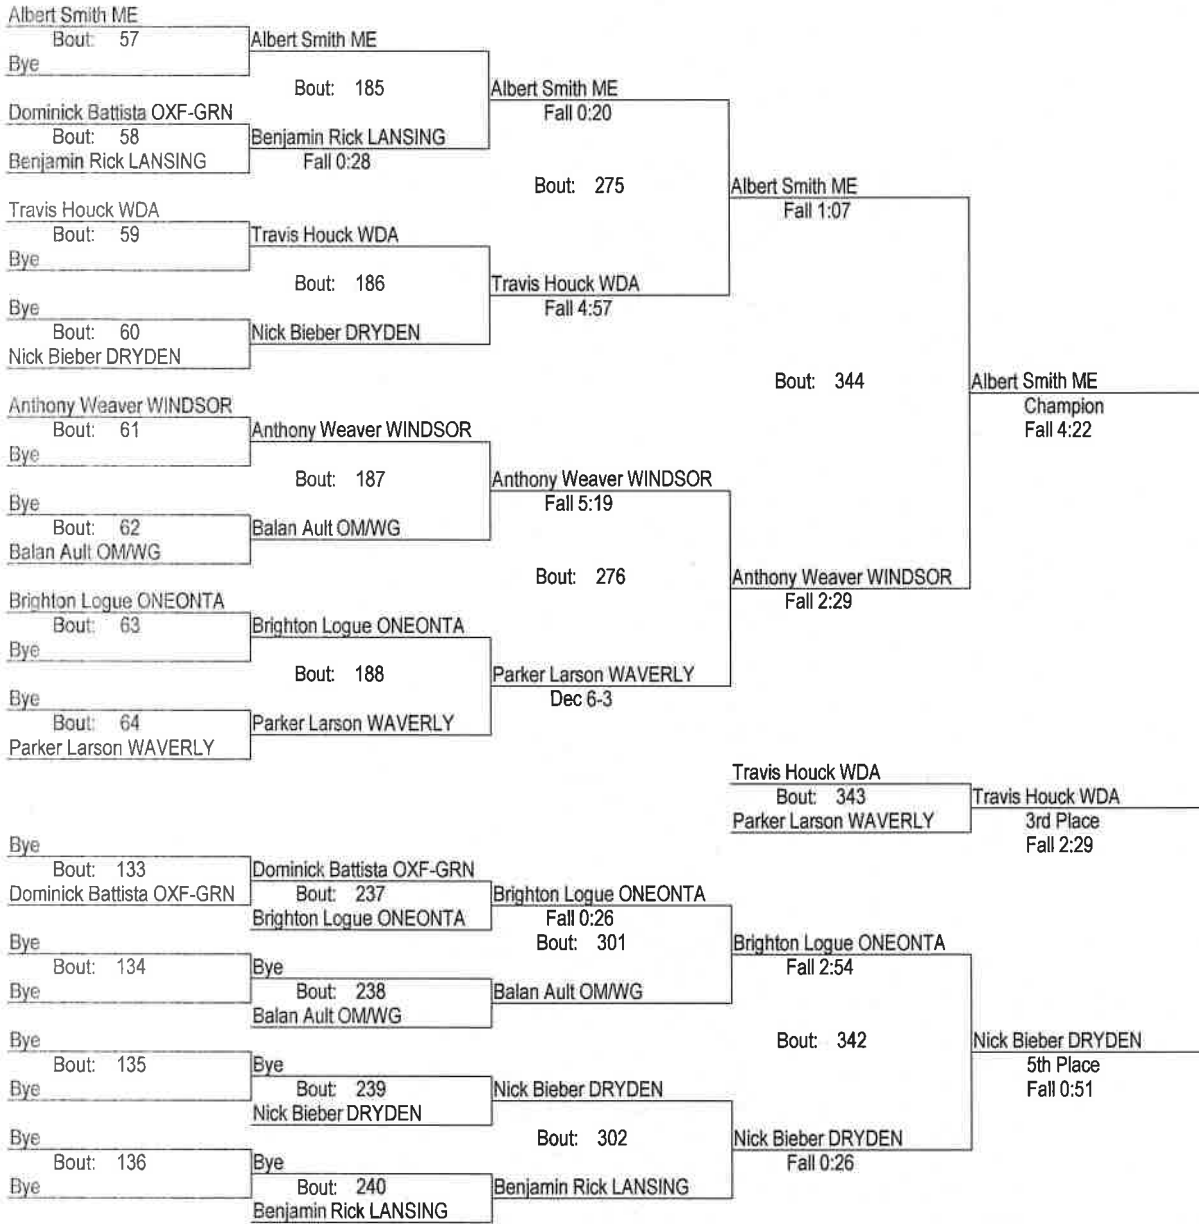 Albert Smith ME
Bout: 57
Bye
Dominick Battista OXF-GRN
Bout: 58
Benjamin Rick LANSING
Travis Houck WDA
Bout: 59
Bye
Bye
Bout: 60
Nick Bieber DRYDEN
Anthony Weaver WINDSOR
Bout: 61
Bye
Bye
Bout: 62
Balan Ault OM/WG
Brighton Logue ONEONTA
Bout: 63
Bye
Bye
Bout: 64
Parker Larson WAVERLY
Albert Smith ME
Bout: 185
Benjamin Rick LANSING
Fall 0:28
Travis Houck WDA
Bout: 186
Nick Bieber DRYDEN
Anthony Weaver WINDSOR
Bout: 187
Balan Ault OM/WG
Brighton Logue ONEONTA
Bout: 188
Parker Larson WAVERLY
Albert Smith ME
Fall 0:20
Bout: 275
Travis Houck WDA
Fall 4:57
Anthony Weaver WINDSOR
Fall 5:19
Bout: 276
Parker Larson WAVERLY
Dec 6-3
Albert Smith ME
Fall 1:07
Bout: 344
Anthony Weaver WINDSOR
Fall 2:29
Albert Smith ME
Champion
Fall 4:22
Travis Houck WDA
Bout: 343
Parker Larson WAVERLY
Travis Houck WDA
3rd Place
Fall 2:29
Bye
Bout: 133
Dominick Battista OXF-GRN
Bye
Bout: 134
Bye
Bye
Bout: 135
Bye
Bye
Bout: 136
Bye
Dominick Battista OXF-GRN
Bout: 237
Brighton Logue ONEONTA
Bye
Bout: 238
Balan Ault OM/WG
Bye
Bout: 239
Nick Bieber DRYDEN
Bye
Bout: 240
Benjamin Rick LANSING
Brighton Logue ONEONTA
Fall 0:26
Bout: 301
Balan Ault OM/WG
Nick Bieber DRYDEN
Bout: 302
Benjamin Rick LANSING
Brighton Logue ONEONTA
Fall 2:54
Bout: 342
Nick Bieber DRYDEN
Fall 0:26
Nick Bieber DRYDEN
5th Place
Fall 0:51